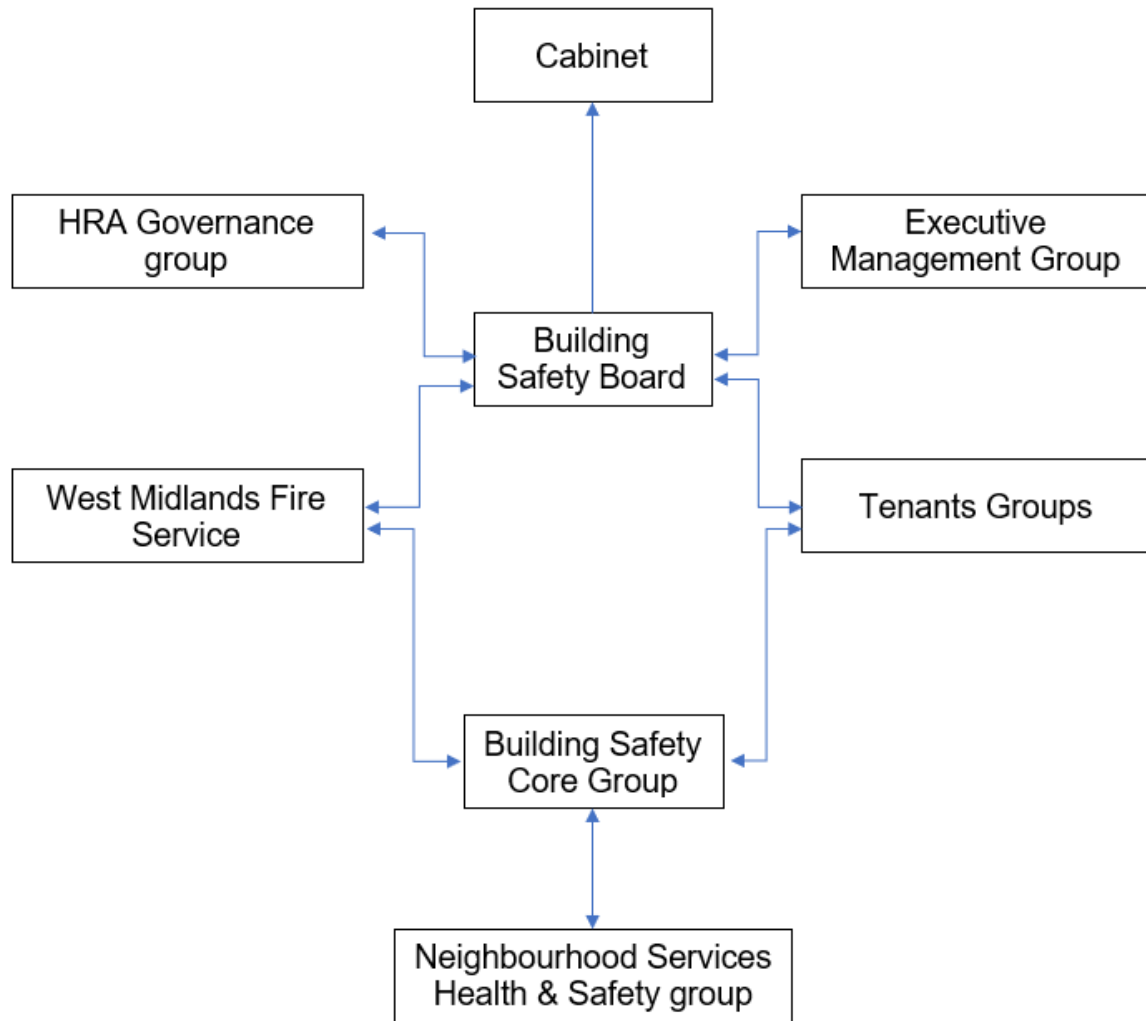 Cabinet
HRA Governance
group
Executive
Management Group
Building
Safety Board
West Midlands Fire
Service
Tenants Groups
Building Safety
Core Group
Neighbourhood Services
Health & Safety group